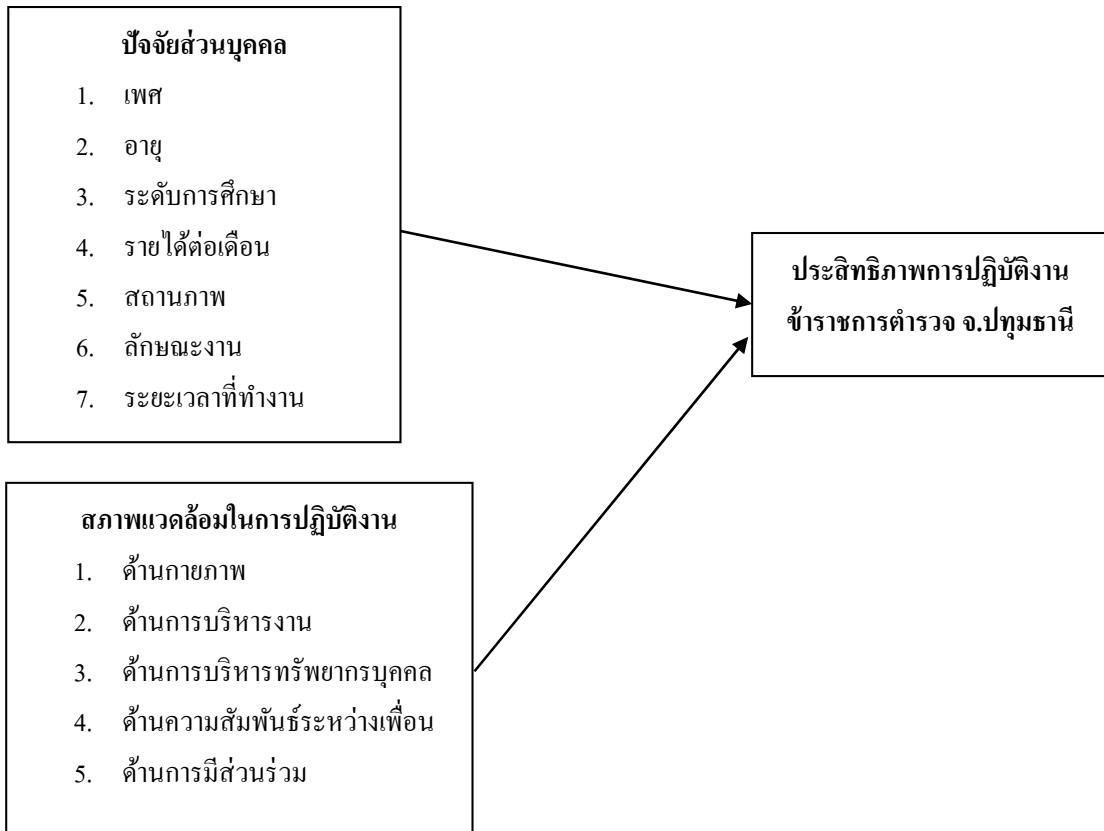 ปัจจัยส่วนบุคคล
1. เพศ
2. อายุ
3. ระดับการศึกษา
4. รายได้ต่อเดือน
5. สถานภาพ
6. ลักษณะงาน
7. ระยะเวลาที่ทำงาน
ประสิทธิภาพการปฏิบัติงาน
ข้าราชการตำรวจ จ.ปทุมธานี
สภาพแวดล้อมในการปฏิบัติงาน
1. ด้านกายภาพ
2. ด้านการบริหารงาน
3. ด้านการบริหารทรัพยากรบุคคล
4. ด้านความสัมพันธ์ระหว่างเพื่อน
5. ด้านการมีส่วนร่วม